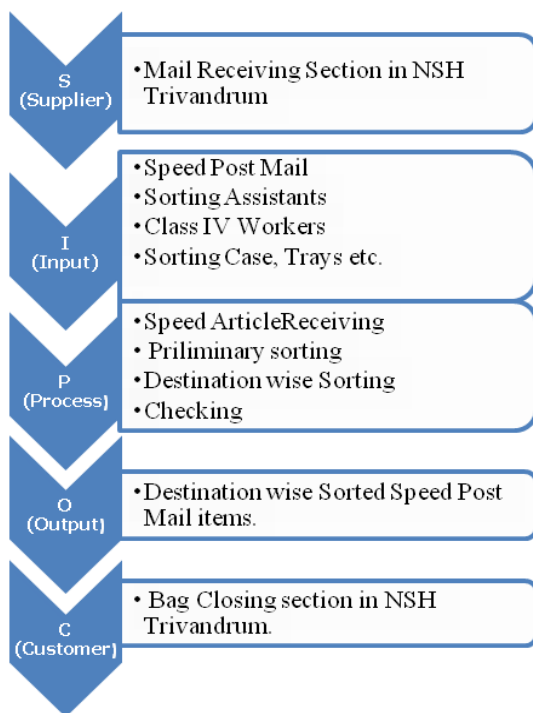 S
(Supplier)
•Mail Receiving Section in NSH
Trivandrum
I
(Input)
•Speed Post Mail
•Sorting Assistants
•Class IV Workers
•Sorting Case, Trays etc.
P
(Process)
•Speed ArticleReceiving
• Priliminary sorting
•Destination wise Sorting
•Checking
O
(Output)
•Destination wise Sorted Speed Post
Mail items.
C
(Customer)
• Bag Closing section in NSH
Trivandrum.